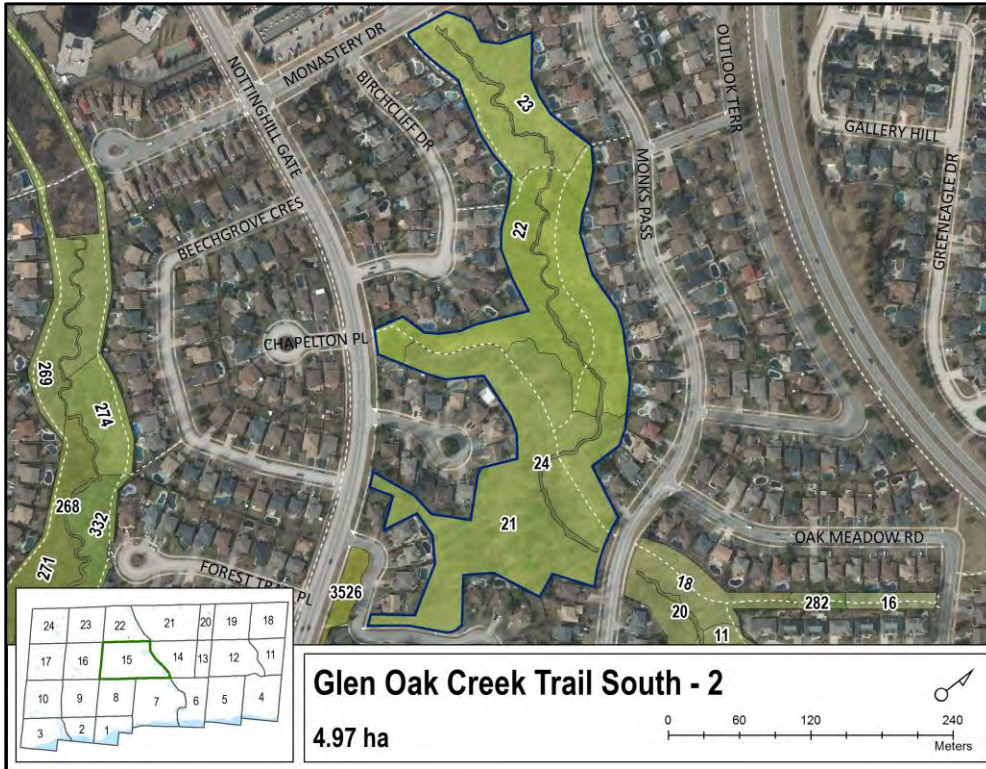 MONASTERY DR
NOTTINGHILL GATE
BIRCHCLIFF DR
23
OUTLOOK TERR
GALLERY HILL
MONKS PASS
GREENEAGLE DR
BEECHGROVE CRES
22
CHAPELTON PL
269
274
24
268
332
21
271
OAK MEADOW RD
FOREST TRAIL PL
3526
18
282
16
20
11
24 23 22 21 20 19 18
17 16 15 14 13 12 11
10 9 8 7 6 5 4
3 2 1
Glen Oak Creek Trail South - 2
4.97 ha
0 60 120 240
Meters